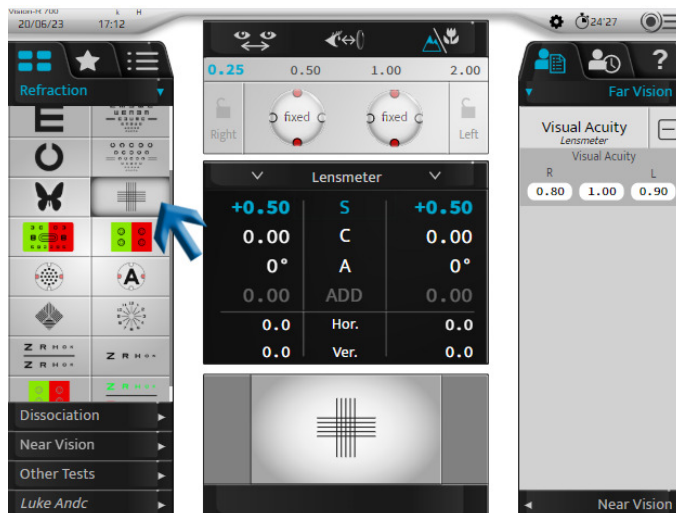 Vision-R 700
L H
20/06/23 17:12
24'27
Refraction
E
A
Z R H O K
Z R H O K
Z R H O K
Z R H O K
Dissociation
Near Vision
Other Tests
Luke Andc
0.25 0.50 1.00 2.00
Right fixed fixed Left
Lensmeter
+0.50 S +0.50
0.00 C 0.00
0° A 0°
0.00 ADD 0.00
0.0 Hor. 0.0
0.0 Ver. 0.0
?
Far Vision
Visual Acuity
Lensmeter
Visual Acuity
R L
0.80 1.00 0.90
Near Vision